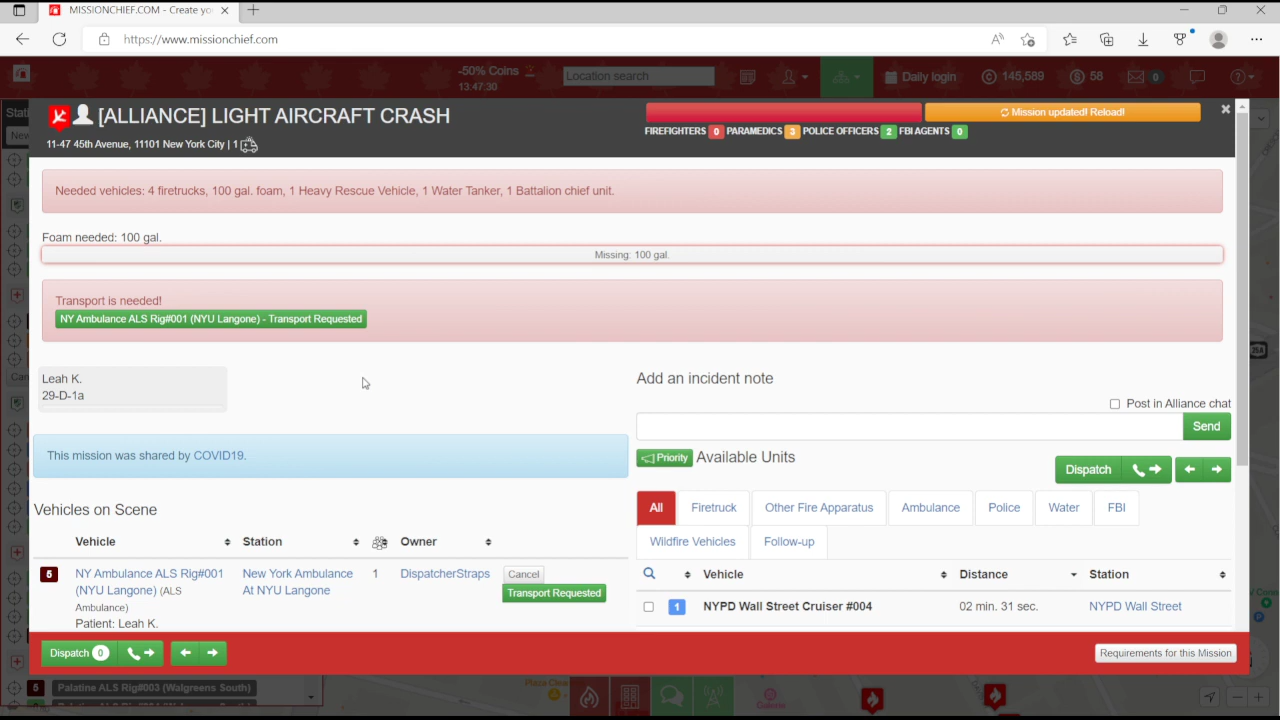 MISSIONCHIEF.COM - Create yo
https://www.missionchief.com
-50% Coins
13:47:30
Location search
Daily login
145,589
58
0
[ALLIANCE] LIGHT AIRCRAFT CRASH
11-47 45th Avenue, 11101 New York City | 1
Mission updated! Reload!
FIREFIGHTERS 0 PARAMEDICS 3 POLICE OFFICERS 2 FBI AGENTS 0
Needed vehicles: 4 firetrucks, 100 gal. foam, 1 Heavy Rescue Vehicle, 1 Water Tanker, 1 Battalion chief unit.
Foam needed: 100 gal.
Missing: 100 gal.
Transport is needed!
NY Ambulance ALS Rig#001 (NYU Langone) - Transport Requested
Leah K.
29-D-1a
Add an incident note
Post in Alliance chat
Send
This mission was shared by COVID19.
Priority Available Units
Dispatch
All Firetruck Other Fire Apparatus Ambulance Police Water FBI
Wildfire Vehicles Follow-up
Vehicles on Scene
Vehicle Station Owner
5 NY Ambulance ALS Rig#001 (NYU Langone) (ALS Ambulance)
Patient: Leah K.
New York Ambulance At NYU Langone
1
DispatcherStraps
Cancel
Transport Requested
Vehicle Distance Station
1 NYPD Wall Street Cruiser #004 02 min. 31 sec. NYPD Wall Street
Dispatch 0
Requirements for this Mission
5 Palatine ALS Rig#003 (Walgreens South)